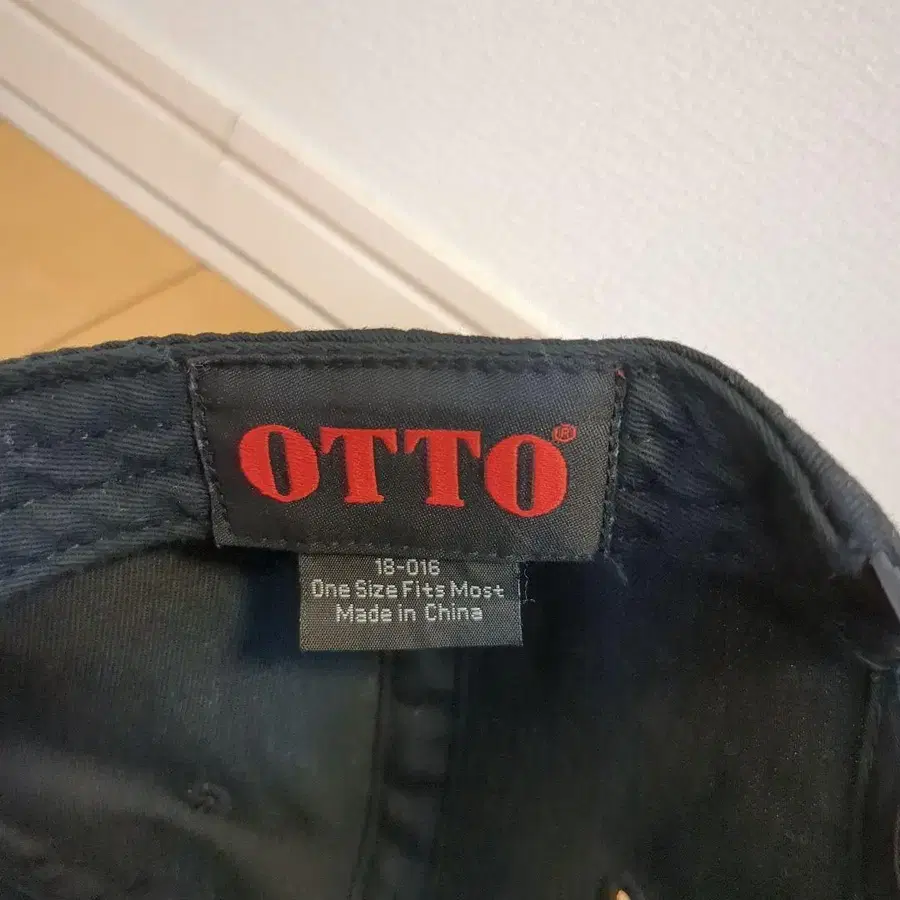 OTTO®
18-016
One Size Fits Most
Made in China